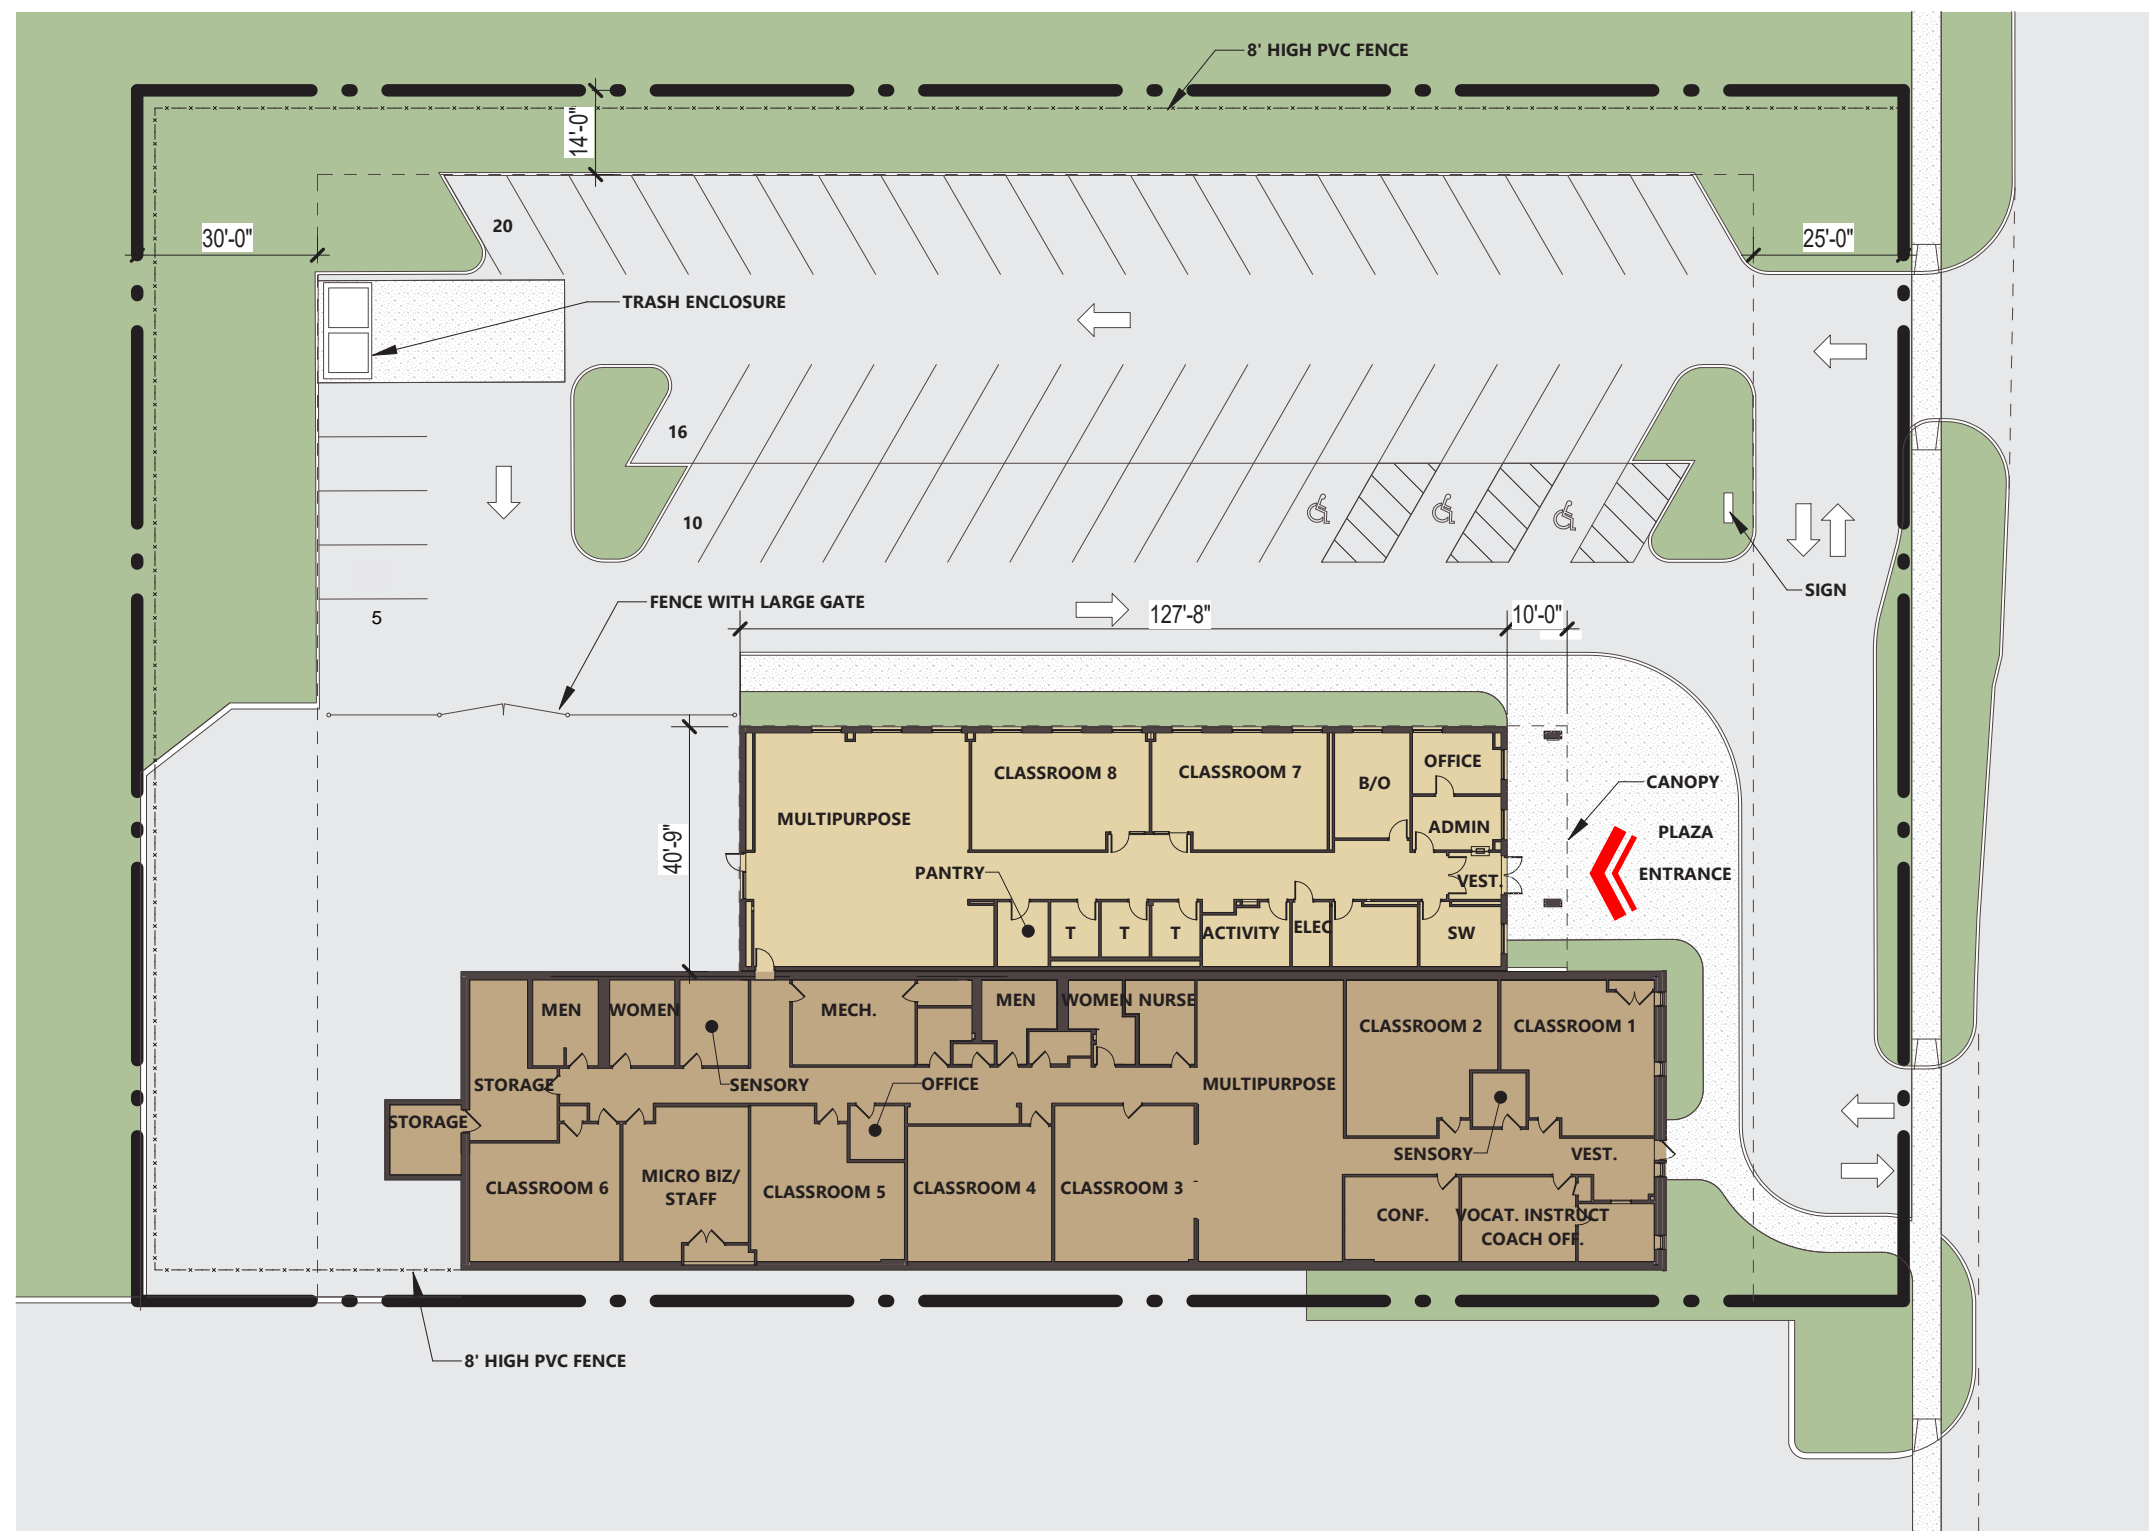 8' HIGH PVC FENCE
14'-0"
20
30'-0"
25'-0"
TRASH ENCLOSURE
16
10
SIGN
FENCE WITH LARGE GATE
5
127'-8"
10'-0"
CLASSROOM 8
CLASSROOM 7
B/O
OFFICE
CANOPY
MULTIPURPOSE
ADMIN
PLAZA
40'-9"
PANTRY
VEST.
ENTRANCE
T
T
T
ACTIVITY
ELEC
SW
MEN
WOMEN
MECH.
MEN
WOMEN
NURSE
CLASSROOM 2
CLASSROOM 1
STORAGE
SENSORY
OFFICE
MULTIPURPOSE
STORAGE
SENSORY
VEST.
CLASSROOM 6
MICRO BIZ/
STAFF
CLASSROOM 5
CLASSROOM 4
CLASSROOM 3
CONF.
VOCAT. INSTRUCT
COACH OFF.
8' HIGH PVC FENCE